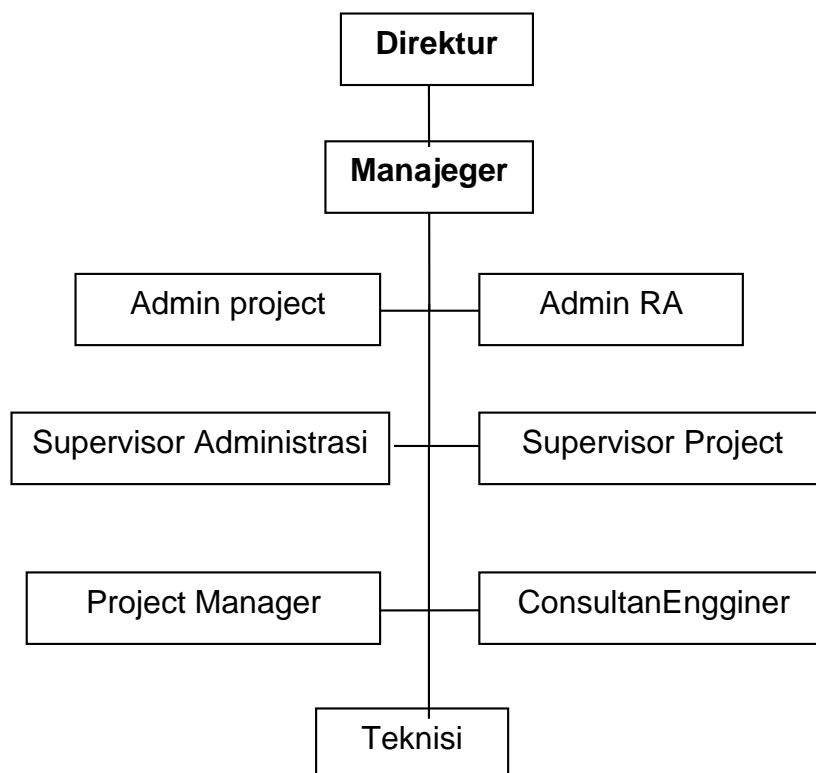 Direktur
Manajeger
Admin project
Admin RA
Supervisor Administrasi
Supervisor Project
Project Manager
ConsultanEngginer
Teknisi